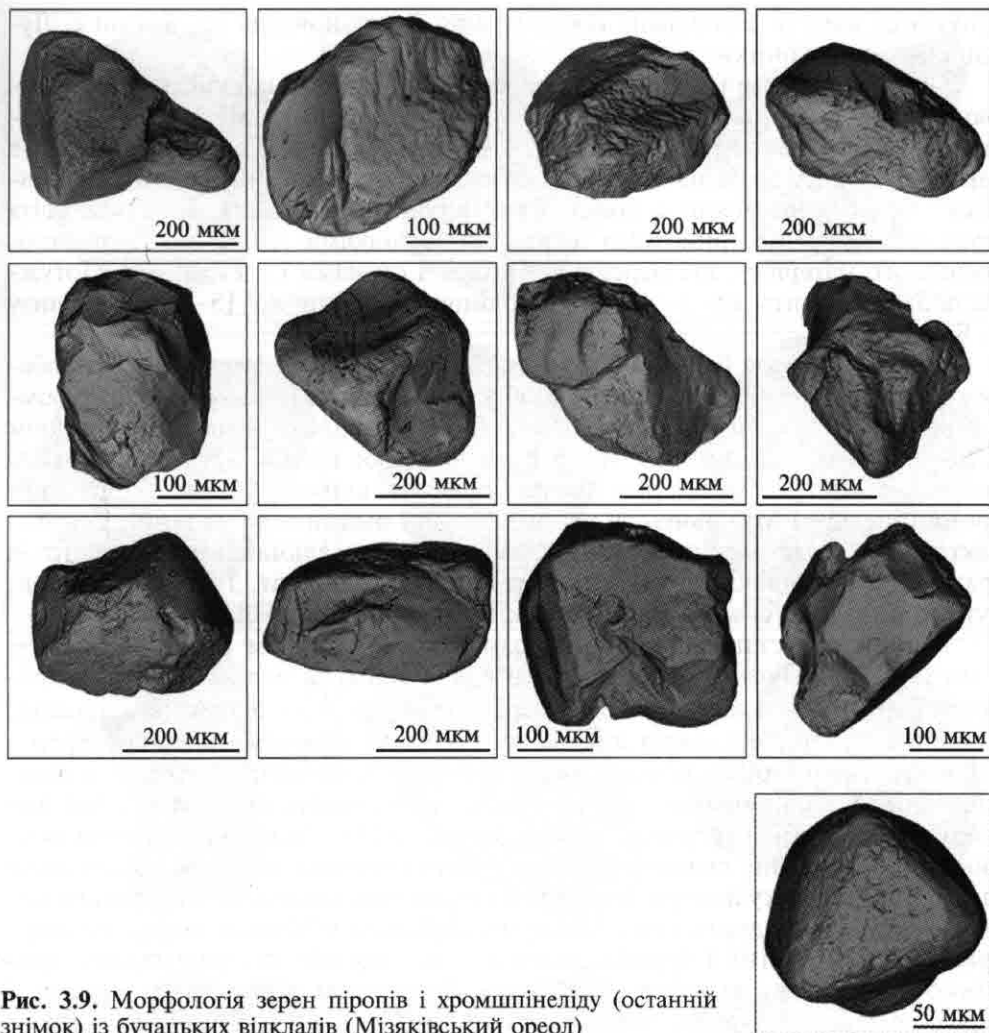 200 мкм 100 мкм 200 мкм 200 мкм
100 мкм 200 мкм 200 мкм 200 мкм
200 мкм 200 мкм 100 мкм 100 мкм
50 мкм
Рис. 3.9. Морфологія зерен піропів і хромшпінеліду (останній
знімок) із бучацьких відкладів (Мізяківський ореол)